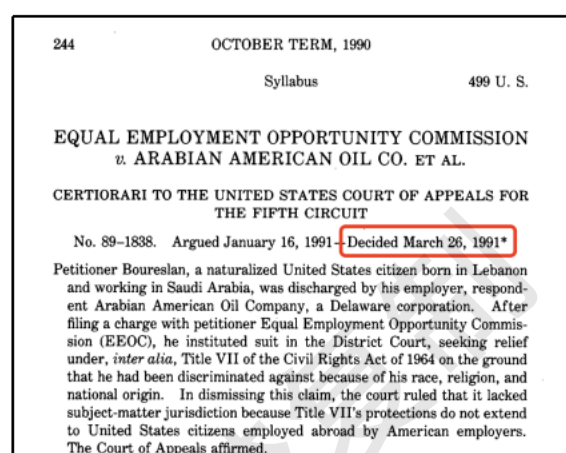 244 OCTOBER TERM, 1990
Syllabus 499 U. S.
EQUAL EMPLOYMENT OPPORTUNITY COMMISSION
v. ARABIAN AMERICAN OIL CO. ET AL.
CERTIORARI TO THE UNITED STATES COURT OF APPEALS FOR
THE FIFTH CIRCUIT
No. 89–1838. Argued January 16, 1991—Decided March 26, 1991*
Petitioner Boureslan, a naturalized United States citizen born in Lebanon
and working in Saudi Arabia, was discharged by his employer, respond-
ent Arabian American Oil Company, a Delaware corporation. After
filing a charge with petitioner Equal Employment Opportunity Commis-
sion (EEOC), he instituted suit in the District Court, seeking relief
under, inter alia, Title VII of the Civil Rights Act of 1964 on the ground
that he had been discriminated against because of his race, religion, and
national origin. In dismissing this claim, the court ruled that it lacked
subject-matter jurisdiction because Title VII's protections do not extend
to United States citizens employed abroad by American employers.
The Court of Appeals affirmed.